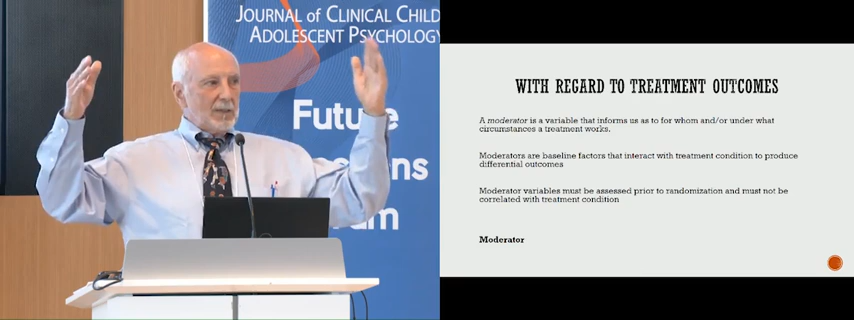 JOURNAL of CLINICAL CHILD
ADOLESCENT PSYCHOLOGY
Future
ns
um
WITH REGARD TO TREATMENT OUTCOMES
A moderator is a variable that informs us as to for whom and/or under what
circumstances a treatment works.
Moderators are baseline factors that interact with treatment condition to produce
differential outcomes
Moderator variables must be assessed prior to randomization and must not be
correlated with treatment condition
Moderator